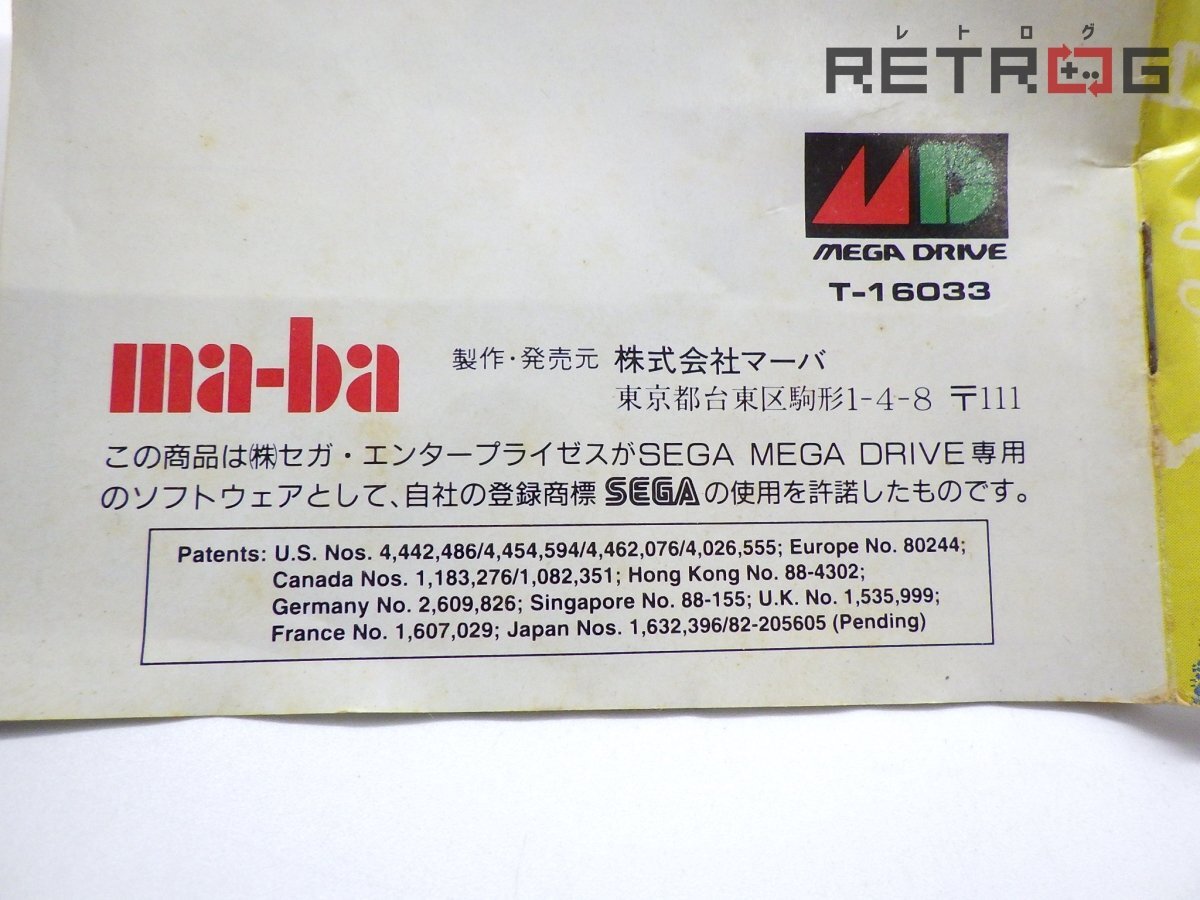 レトログ
RETROG
MD
MEGA DRIVE
T-16033
ma-ba 製作・発売元 株式会社マーバ
東京都台東区駒形1-4-8 〒111
この商品は㈱セガ・エンタープライゼスがSEGA MEGA DRIVE専用
のソフトウェアとして、自社の登録商標 SEGA の使用を許諾したものです。
Patents: U.S. Nos. 4,442,486/4,454,594/4,462,076/4,026,555; Europe No. 80244;
Canada Nos. 1,183,276/1,082,351; Hong Kong No. 88-4302;
Germany No. 2,609,826; Singapore No. 88-155; U.K. No. 1,535,999;
France No. 1,607,029; Japan Nos. 1,632,396/82-205605 (Pending)